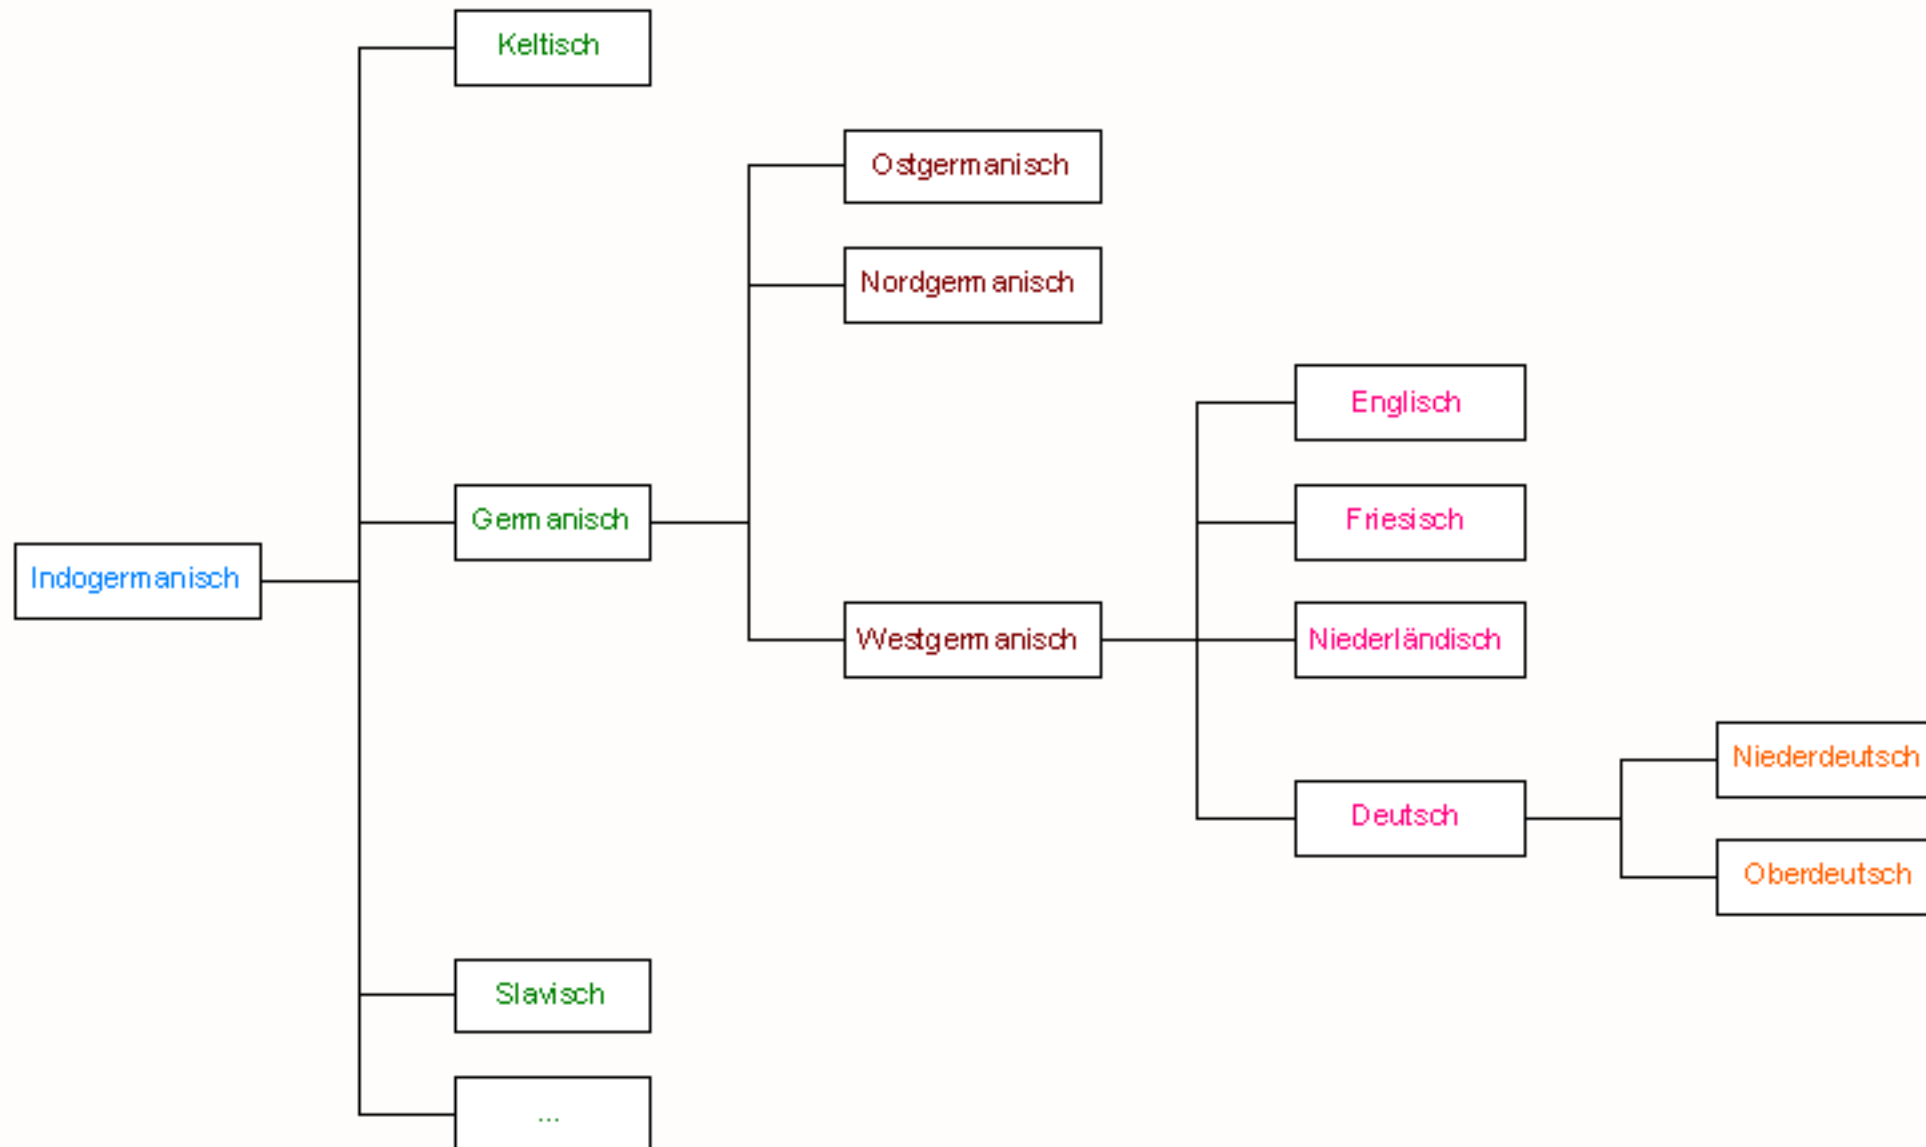 Keltisch
Ostgermanisch
Nordgermanisch
Englisch
Germanisch
Friesisch
Indogermanisch
Westgermanisch
Niederländisch
Niederdeutsch
Deutsch
Oberdeutsch
Slavisch
...